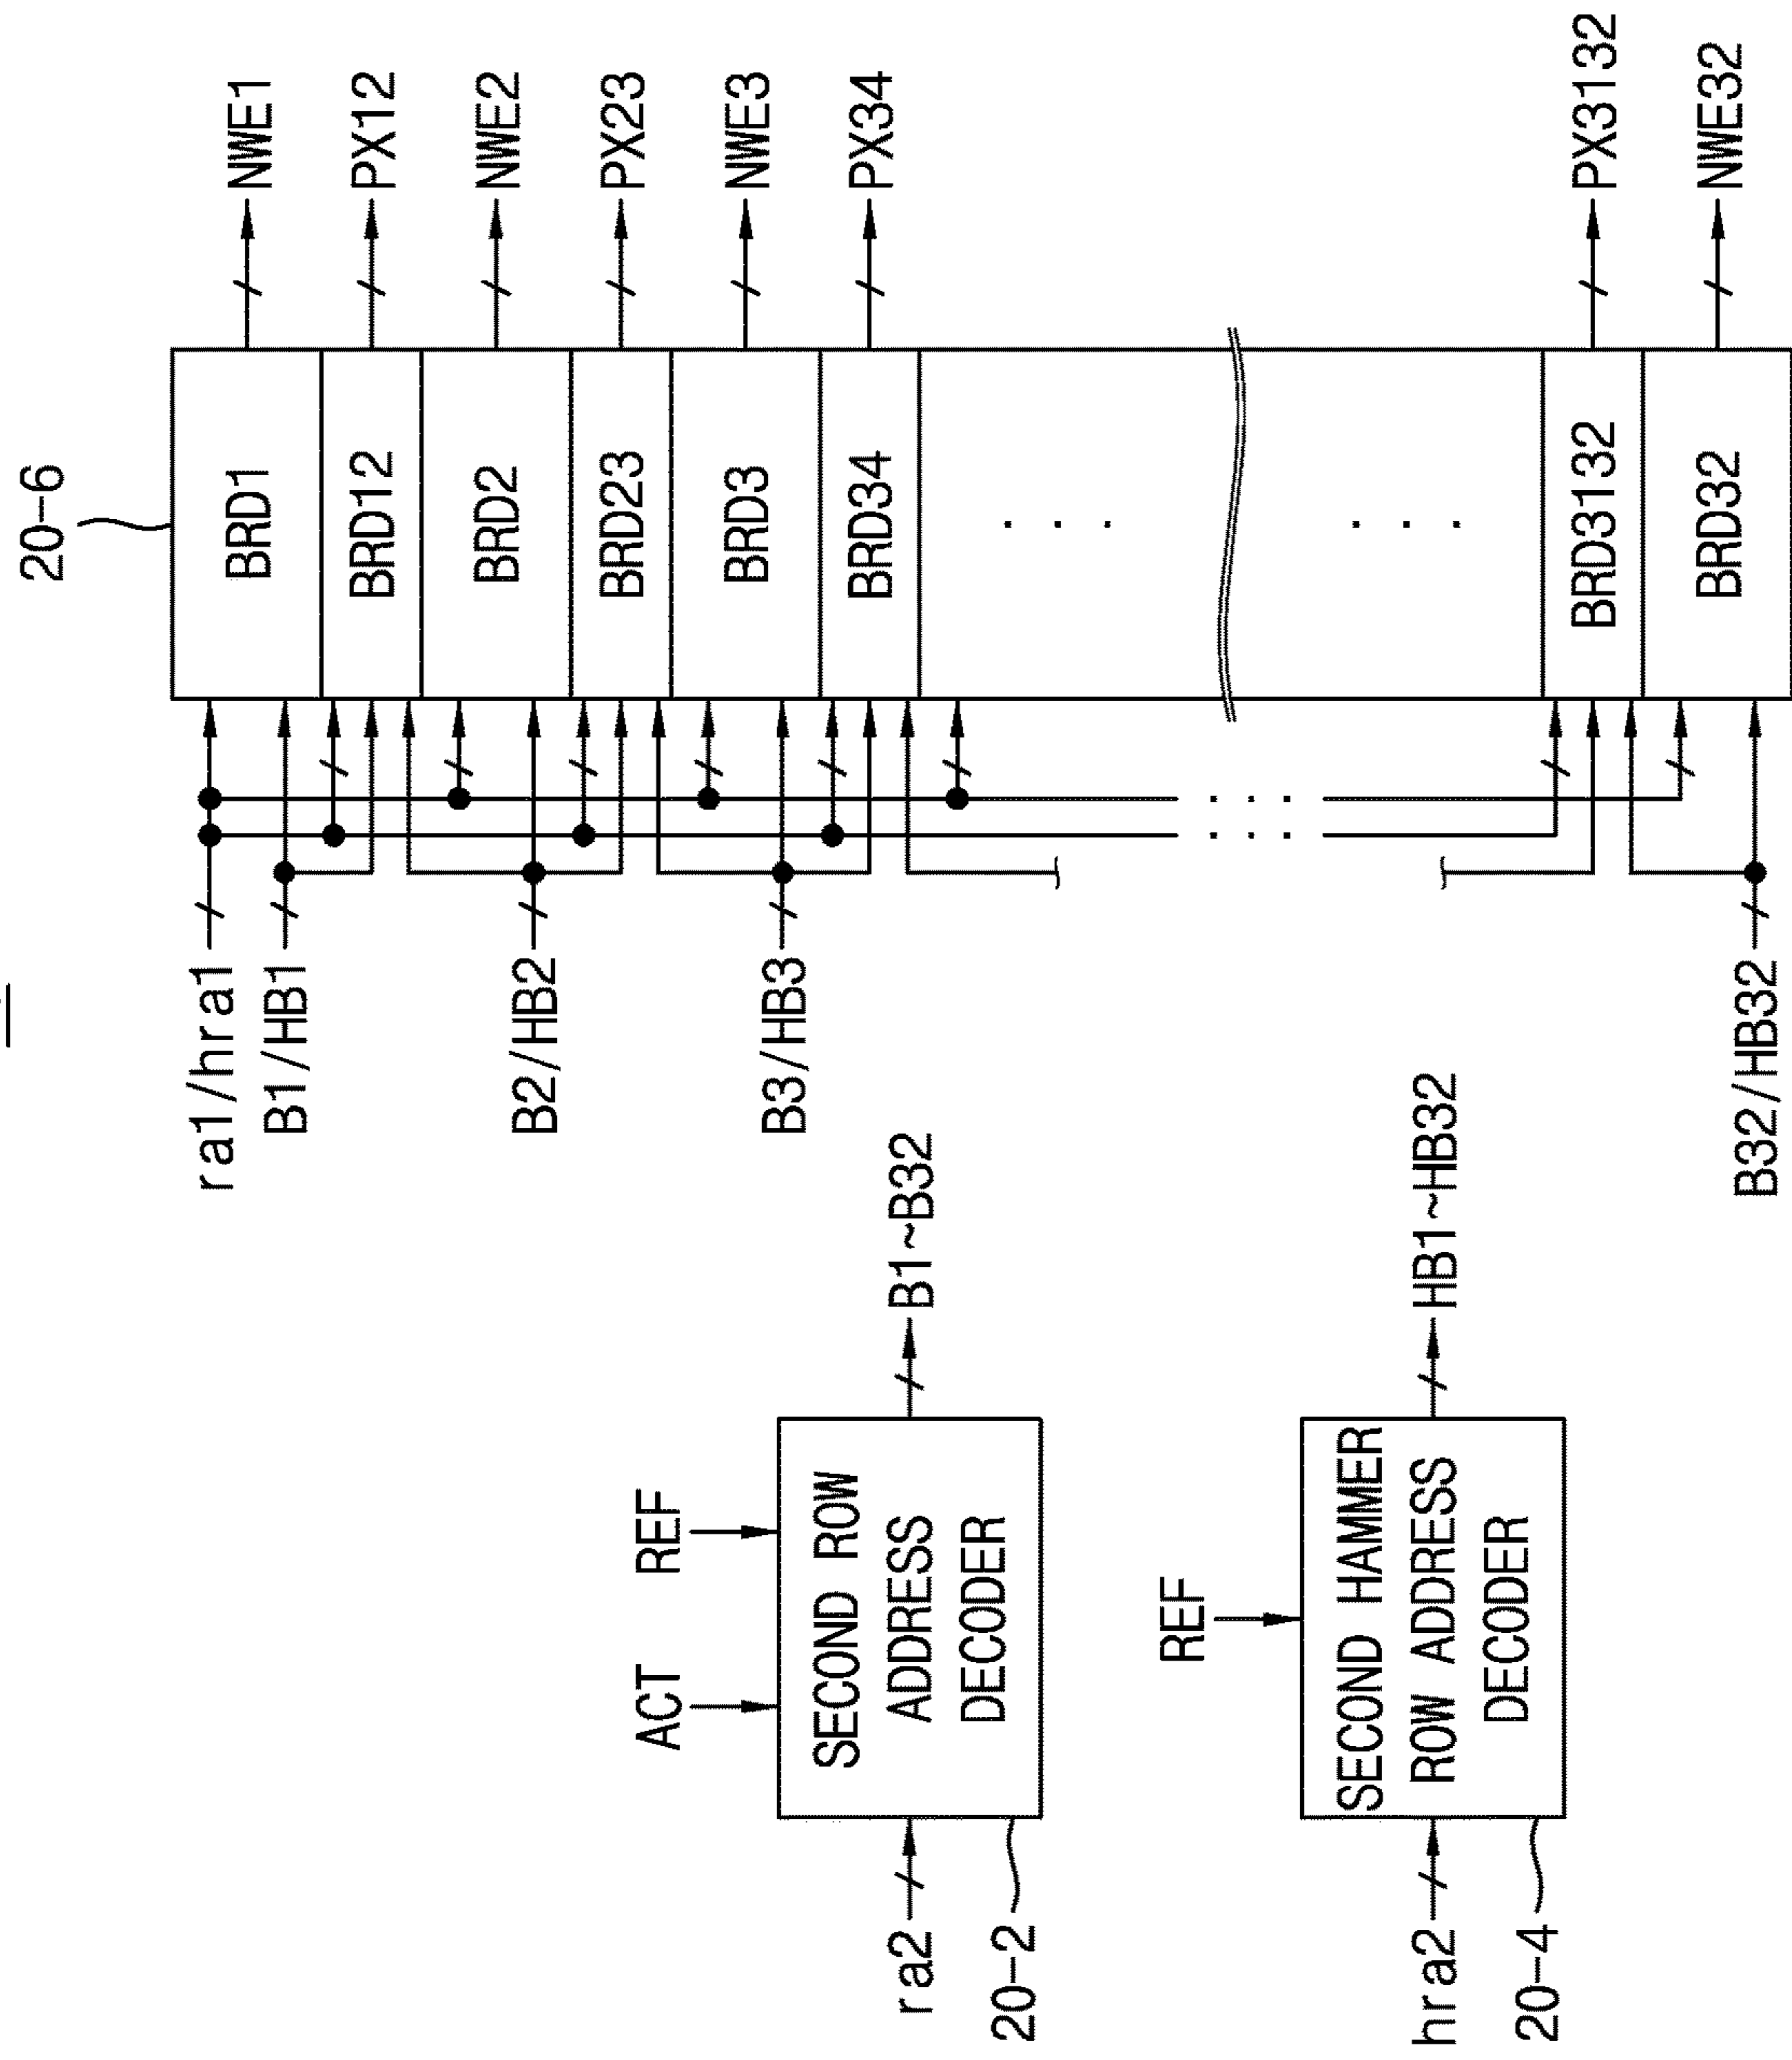 20-6
ra1/hra1
B1/HB1
B2/HB2
B3/HB3
B32/HB32
BRD1
BRD12
BRD2
BRD23
BRD3
BRD34
. . .
. . .
BRD3132
BRD32
NWE1
PX12
NWE2
PX23
NWE3
PX34
PX3132
NWE32
ACT
REF
ra2
SECOND ROW
ADDRESS
DECODER
B1~B32
20-2
REF
hra2
SECOND HAMMER
ROW ADDRESS
DECODER
HB1~HB32
20-4